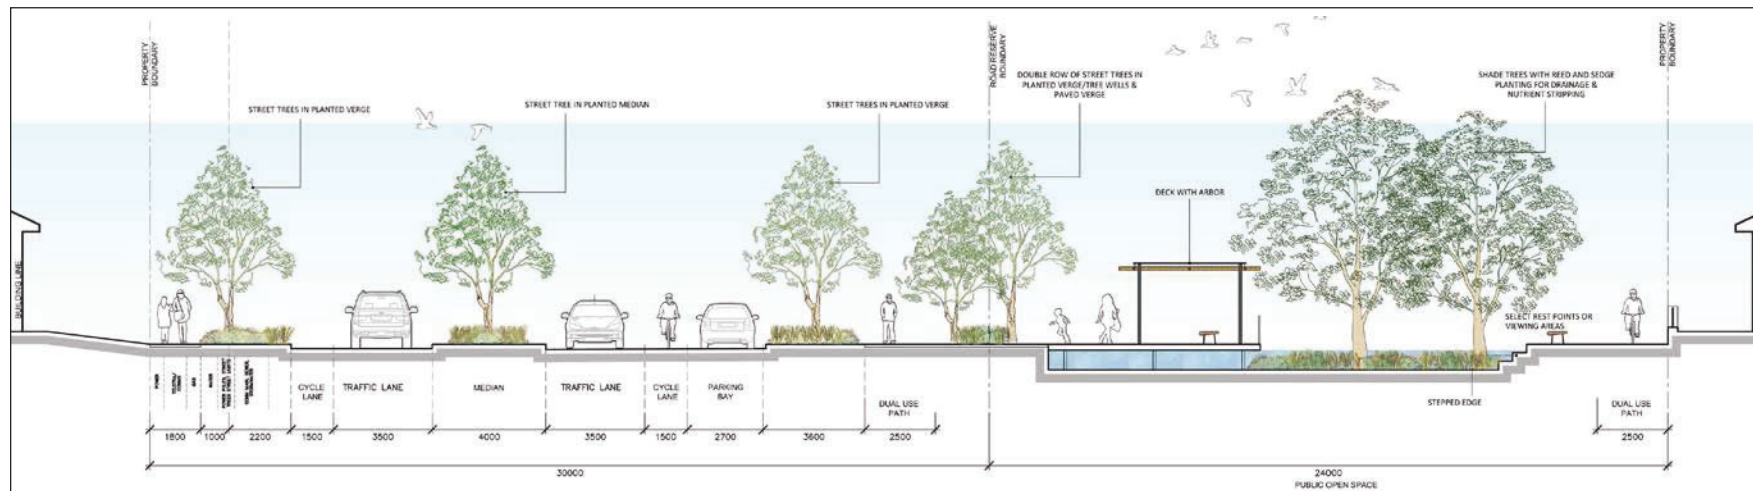 PROPERTY
BOUNDARY
ROAD RESERVE
BOUNDARY
PROPERTY
BOUNDARY
STREET TREES IN PLANTED VERGE
STREET TREE IN PLANTED MEDIAN
STREET TREES IN PLANTED VERGE
DOUBLE ROW OF STREET TREES IN
PLANTED VERGE/TREE WELLS &
PAVED VERGE
SHADE TREES WITH REED AND SEDGE
PLANTING FOR DRAINAGE &
NUTRIENT STRIPPING
DECK WITH ARBOR
BUILDING LINE
SELECT REST POINTS OR
VIEWING AREAS
POWER
GAS
WATER
CYCLE
LANE
TRAFFIC LANE
MEDIAN
TRAFFIC LANE
CYCLE
LANE
PARKING
BAY
DUAL USE
PATH
STEPPED EDGE
DUAL USE
PATH
1800
1000
2200
1500
3500
4000
3500
1500
2700
3600
2500
2500
30000
24000
PUBLIC OPEN SPACE